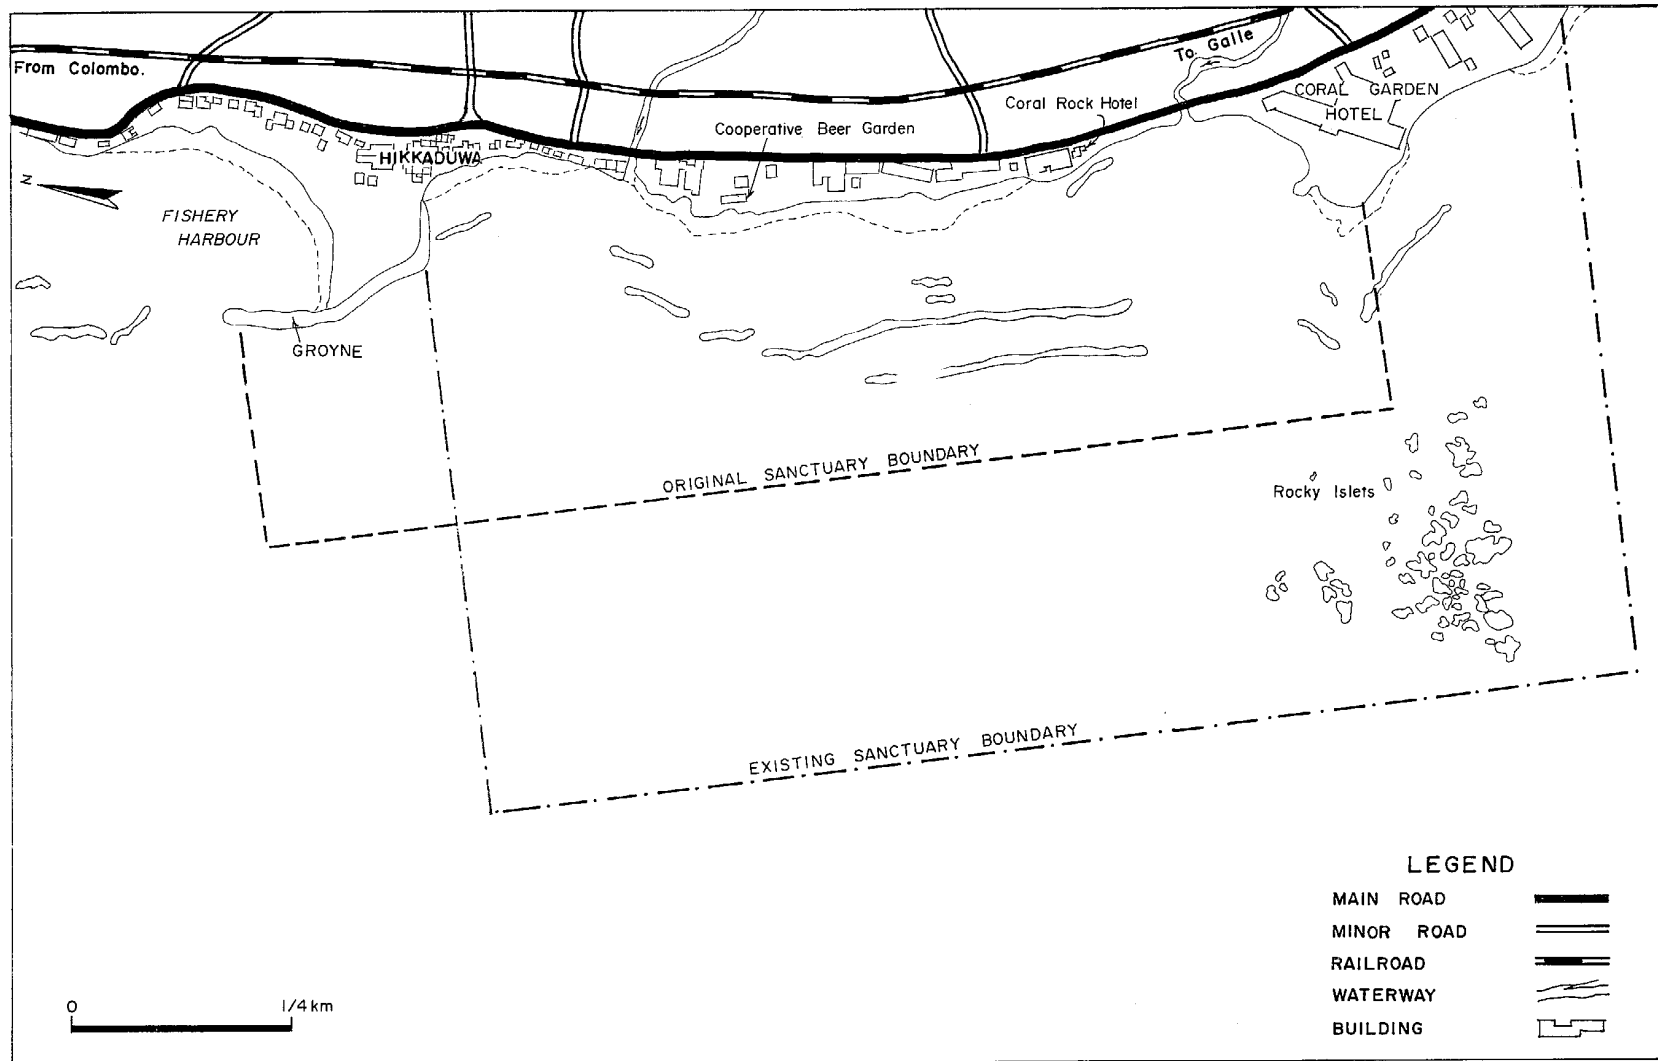 From Colombo.
To Galle
Coral Rock Hotel
CORAL GARDEN
HOTEL
Cooperative Beer Garden
HIKKADUWA
N
FISHERY
HARBOUR
GROYNE
ORIGINAL SANCTUARY BOUNDARY
Rocky Islets
EXISTING SANCTUARY BOUNDARY
LEGEND
MAIN ROAD
MINOR ROAD
RAILROAD
WATERWAY
BUILDING
0 1/4 km